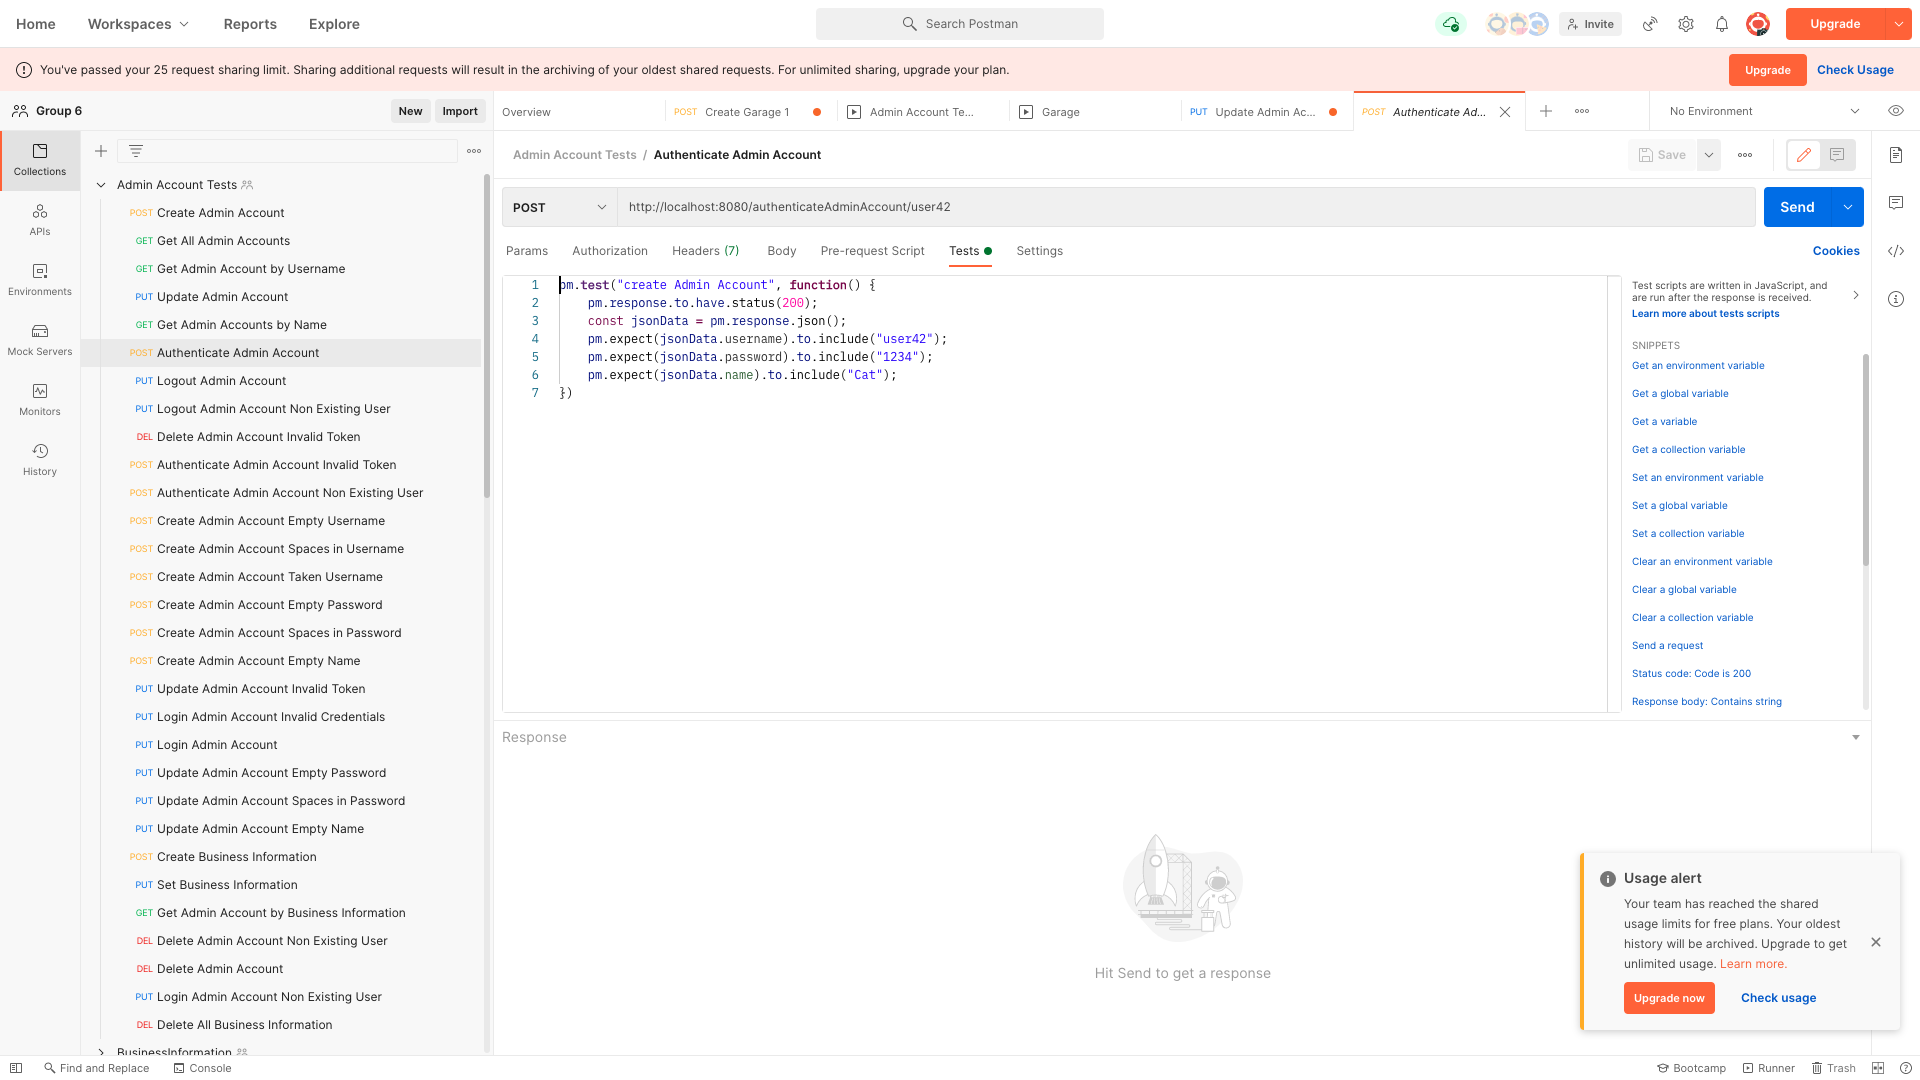 Home
Workspaces
Reports
Explore
Search Postman
Invite
Upgrade
You've passed your 25 request sharing limit. Sharing additional requests will result in the archiving of your oldest shared requests. For unlimited sharing, upgrade your plan.
Upgrade
Check Usage
Group 6
New
Import
Overview
POST Create Garage 1
Admin Account Te...
Garage
PUT Update Admin Ac...
POST Authenticate Ad...
No Environment
Collections
APIs
Environments
Mock Servers
Monitors
History
Admin Account Tests
POST Create Admin Account
GET Get All Admin Accounts
GET Get Admin Account by Username
PUT Update Admin Account
GET Get Admin Accounts by Name
POST Authenticate Admin Account
PUT Logout Admin Account
PUT Logout Admin Account Non Existing User
DEL Delete Admin Account Invalid Token
POST Authenticate Admin Account Invalid Token
POST Authenticate Admin Account Non Existing User
POST Create Admin Account Empty Username
POST Create Admin Account Spaces in Username
POST Create Admin Account Taken Username
POST Create Admin Account Empty Password
POST Create Admin Account Spaces in Password
POST Create Admin Account Empty Name
PUT Update Admin Account Invalid Token
PUT Login Admin Account Invalid Credentials
PUT Login Admin Account
PUT Update Admin Account Empty Password
PUT Update Admin Account Spaces in Password
PUT Update Admin Account Empty Name
POST Create Business Information
PUT Set Business Information
GET Get Admin Account by Business Information
DEL Delete Admin Account Non Existing User
DEL Delete Admin Account
PUT Login Admin Account Non Existing User
DEL Delete All Business Information
BusinessInformation
Admin Account Tests / Authenticate Admin Account
Save
POST
http://localhost:8080/authenticateAdminAccount/user42
Send
Params
Authorization
Headers (7)
Body
Pre-request Script
Tests
Settings
Cookies
1 pm.test("create Admin Account", function() {
2 pm.response.to.have.status(200);
3 const jsonData = pm.response.json();
4 pm.expect(jsonData.username).to.include("user42");
5 pm.expect(jsonData.password).to.include("1234");
6 pm.expect(jsonData.name).to.include("Cat");
7 })
Test scripts are written in JavaScript, and
are run after the response is received.
Learn more about tests scripts
SNIPPETS
Get an environment variable
Get a global variable
Get a variable
Get a collection variable
Set an environment variable
Set a global variable
Set a collection variable
Clear an environment variable
Clear a global variable
Clear a collection variable
Send a request
Status code: Code is 200
Response body: Contains string
Response
Hit Send to get a response
Usage alert
Your team has reached the shared
usage limits for free plans. Your oldest
history will be archived. Upgrade to get
unlimited usage. Learn more.
Upgrade now
Check usage
Find and Replace
Console
Bootcamp
Runner
Trash